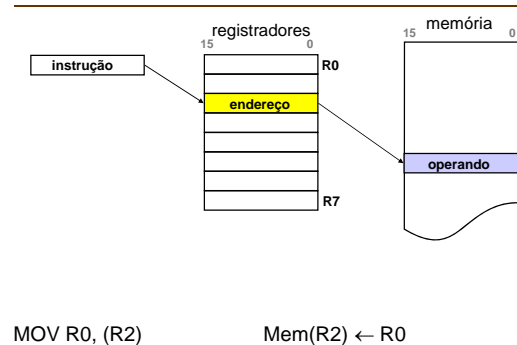 registradores
memória
15 0
15 0
instrução
R0
endereço
operando
R7
MOV R0, (R2) Mem(R2) ← R0